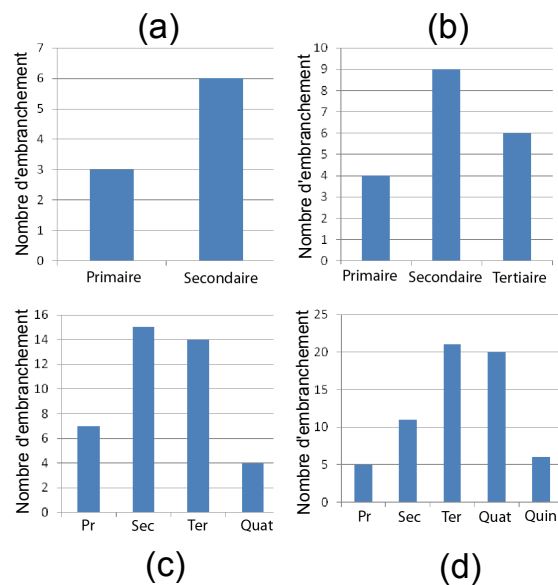 (a)
Nombre d'embranchement
7
6
5
4
3
2
1
0
Primaire Secondaire
(b)
Nombre d'embranchement
10
9
8
7
6
5
4
3
2
1
0
Primaire Secondaire Tertiaire
Nombre d'embranchement
16
14
12
10
8
6
4
2
0
Pr Sec Ter Quat
(c)
Nombre d'embranchement
25
20
15
10
5
0
Pr Sec Ter Quat Quin
(d)